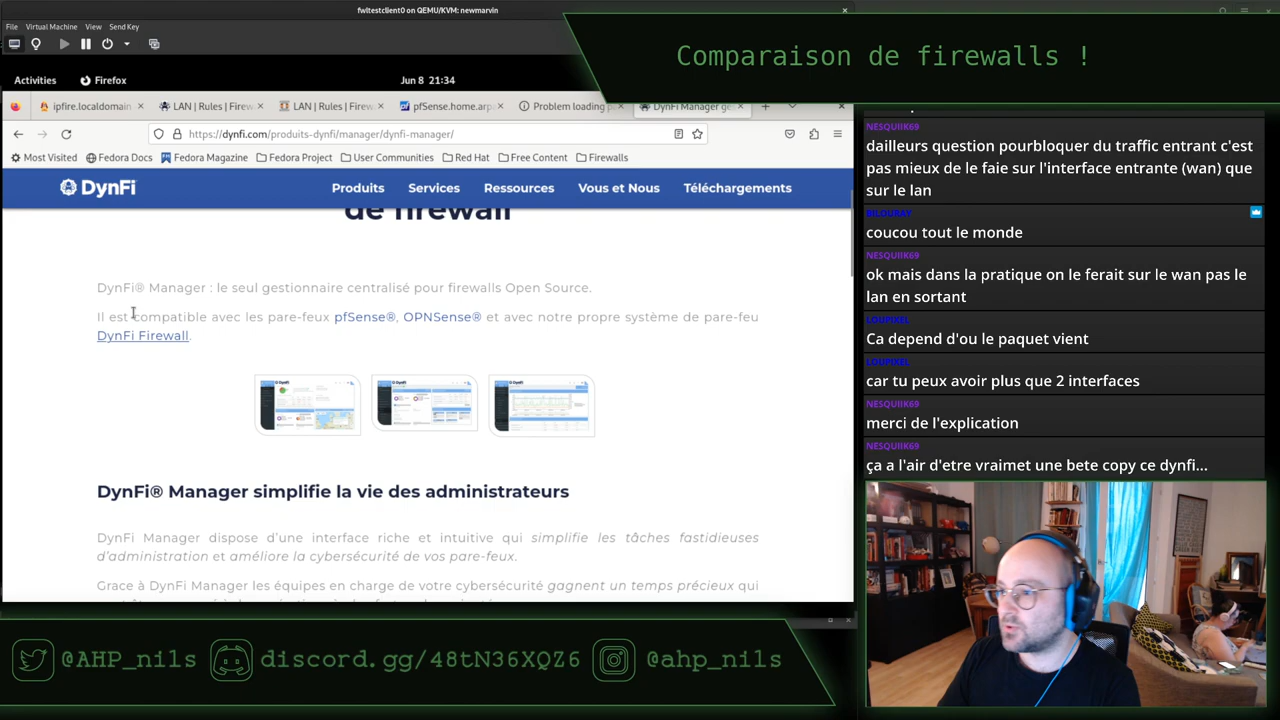 fwltestclient0 on QEMU/KVM: newmarvin
File Virtual Machine View Send Key
Comparaison de firewalls !
Activities Firefox Jun 8 21:34
ipfire.localdomain LAN | Rules | Firew LAN | Rules | Firew pfSense.home.arp Problem loading DynFi Manager ge
https://dynfi.com/produits-dynfi/manager/dynfi-manager/
Most Visited Fedora Docs Fedora Magazine Fedora Project User Communities Red Hat Free Content Firewalls
DynFi Produits Services Ressources Vous et Nous Téléchargements
de firewall
DynFi® Manager : le seul gestionnaire centralisé pour firewalls Open Source.
Il est compatible avec les pare-feux pfSense®, OPNSense® et avec notre propre système de pare-feu
DynFi Firewall.
DynFi® Manager simplifie la vie des administrateurs
DynFi Manager dispose d’une interface riche et intuitive qui simplifie les tâches fastidieuses
d’administration et améliore la cybersécurité de vos pare-feux.
Grace à DynFi Manager les équipes en charge de votre cybersécurité gagnent un temps précieux qui
NESQUIIK69
dailleurs question pourbloquer du traffic entrant c'est
pas mieux de le faie sur l'interface entrante (wan) que
sur le lan
BILOURAY
coucou tout le monde
NESQUIIK69
ok mais dans la pratique on le ferait sur le wan pas le
lan en sortant
LOUPIXEL
Ca depend d'ou le paquet vient
LOUPIXEL
car tu peux avoir plus que 2 interfaces
NESQUIIK69
merci de l'explication
NESQUIIK69
ça a l'air d'etre vraimet une bete copy ce dynfi...
@AHP_nils discord.gg/48tN36XQZ6 @ahp_nils